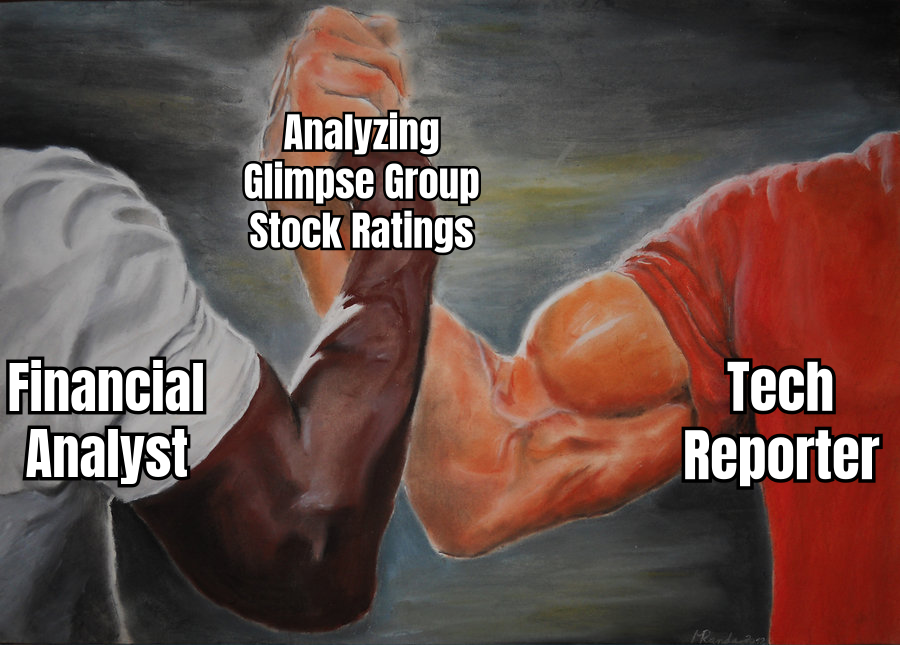 Analyzing
Glimpse Group
Stock Ratings
Financial
Analyst
Tech
Reporter